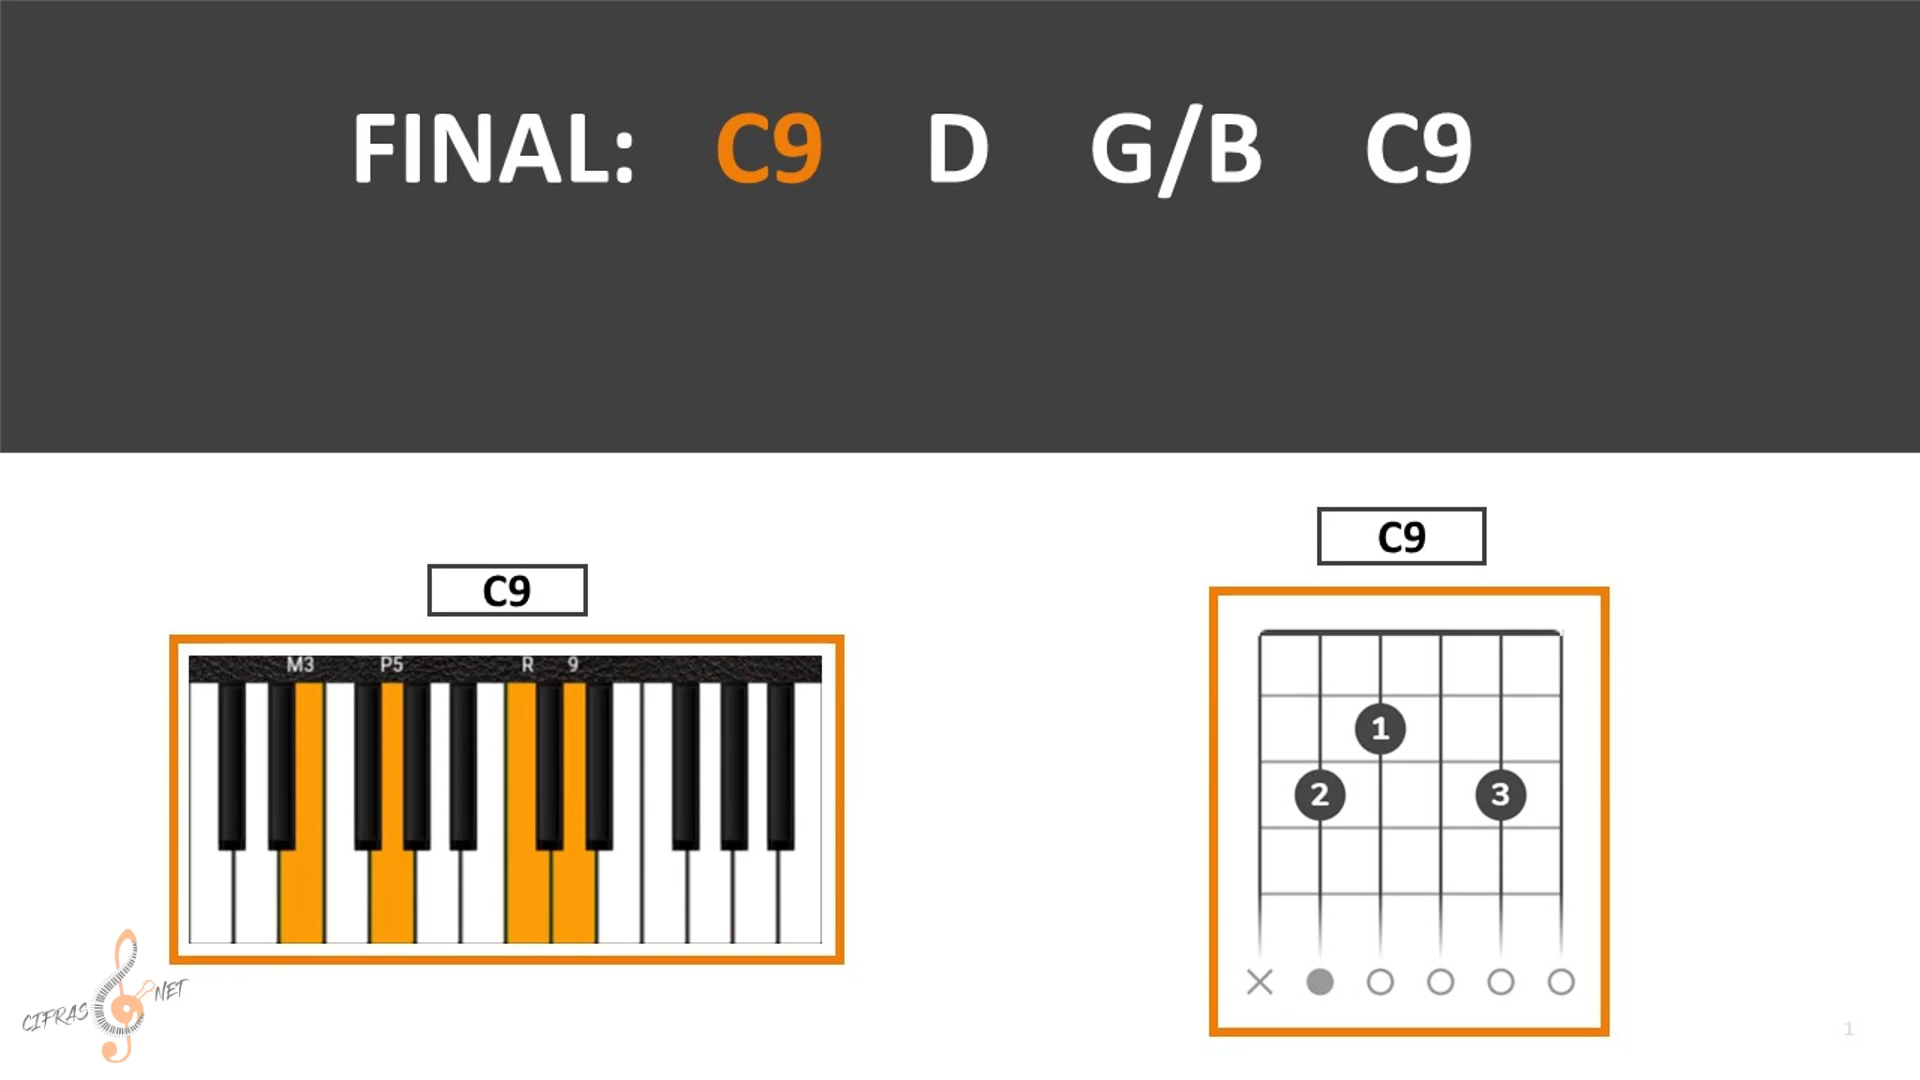 FINAL: C9 D G/B C9
C9
C9
M3 P5 R 9
1
2 3
CIFRAS NET
1